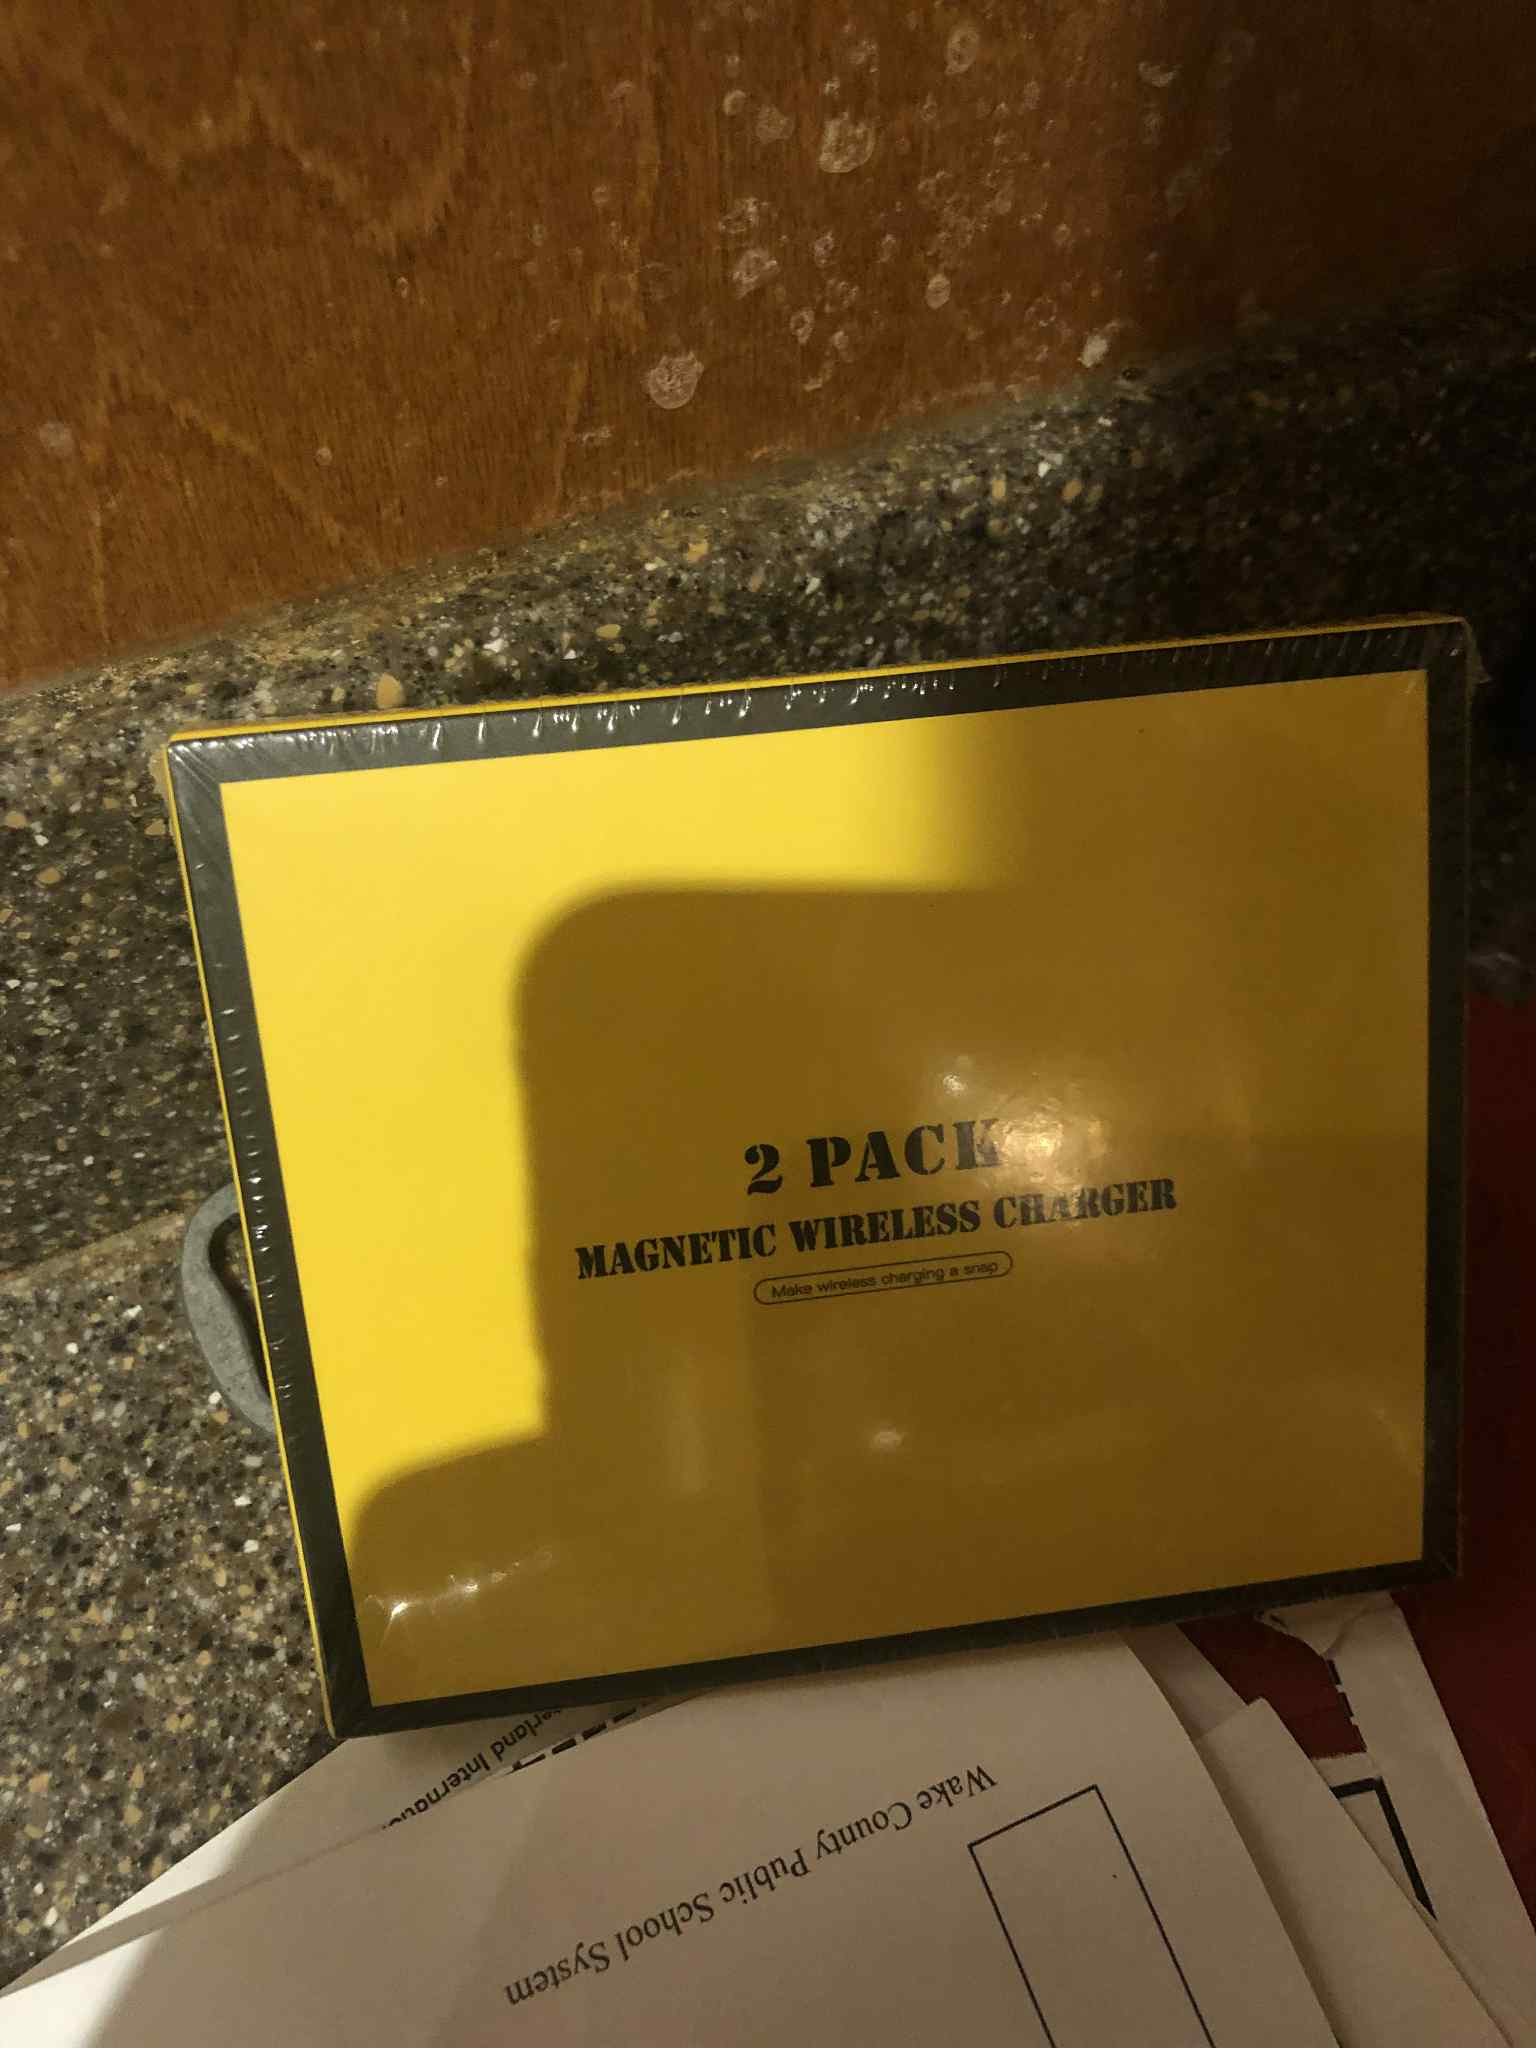 2 PACK
MAGNETIC WIRELESS CHARGER
Make wireless charging a snap
Wake County Public School System